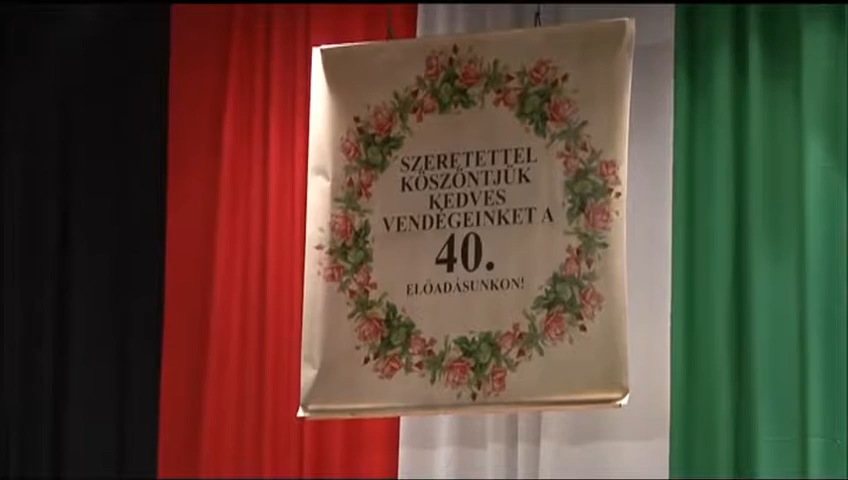 SZERETETTEL
KÖSZÖNTJÜK
KEDVES
VENDÉGEINKET A
40.
ELŐADÁSUNKON!